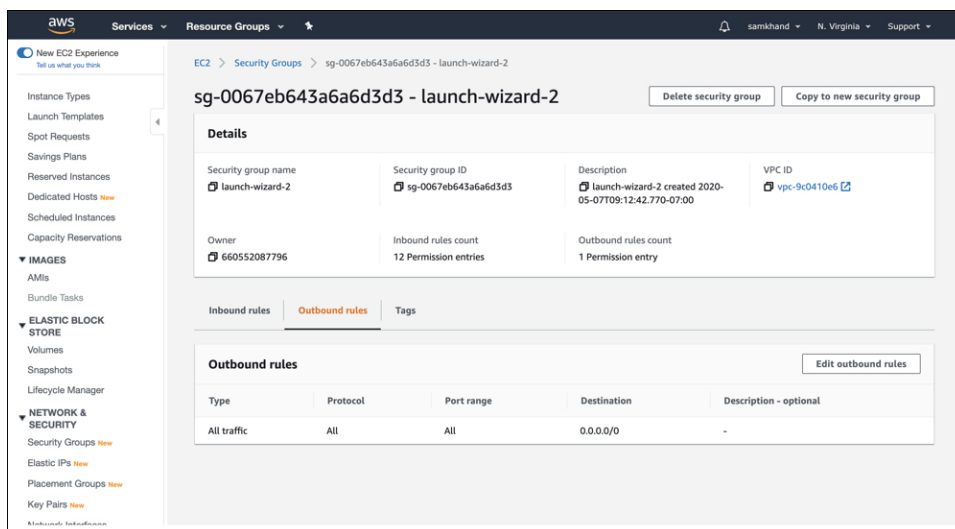 aws Services Resource Groups samkhand N. Virginia Support
New EC2 Experience
Tell us what you think
Instance Types
Launch Templates
Spot Requests
Savings Plans
Reserved Instances
Dedicated Hosts New
Scheduled Instances
Capacity Reservations
IMAGES
AMIs
Bundle Tasks
ELASTIC BLOCK
STORE
Volumes
Snapshots
Lifecycle Manager
NETWORK &
SECURITY
Security Groups New
Elastic IPs New
Placement Groups New
Key Pairs New
Network Interfaces
EC2 > Security Groups > sg-0067eb643a6a6d3d3 - launch-wizard-2
sg-0067eb643a6a6d3d3 - launch-wizard-2 Delete security group Copy to new security group
Details
Security group name Security group ID Description VPC ID
launch-wizard-2 sg-0067eb643a6a6d3d3 launch-wizard-2 created 2020- vpc-9c0410e6
05-07T09:12:42.770-07:00
Owner Inbound rules count Outbound rules count
660552087796 12 Permission entries 1 Permission entry
Inbound rules Outbound rules Tags
Outbound rules Edit outbound rules
Type Protocol Port range Destination Description - optional
All traffic All All 0.0.0.0/0 -